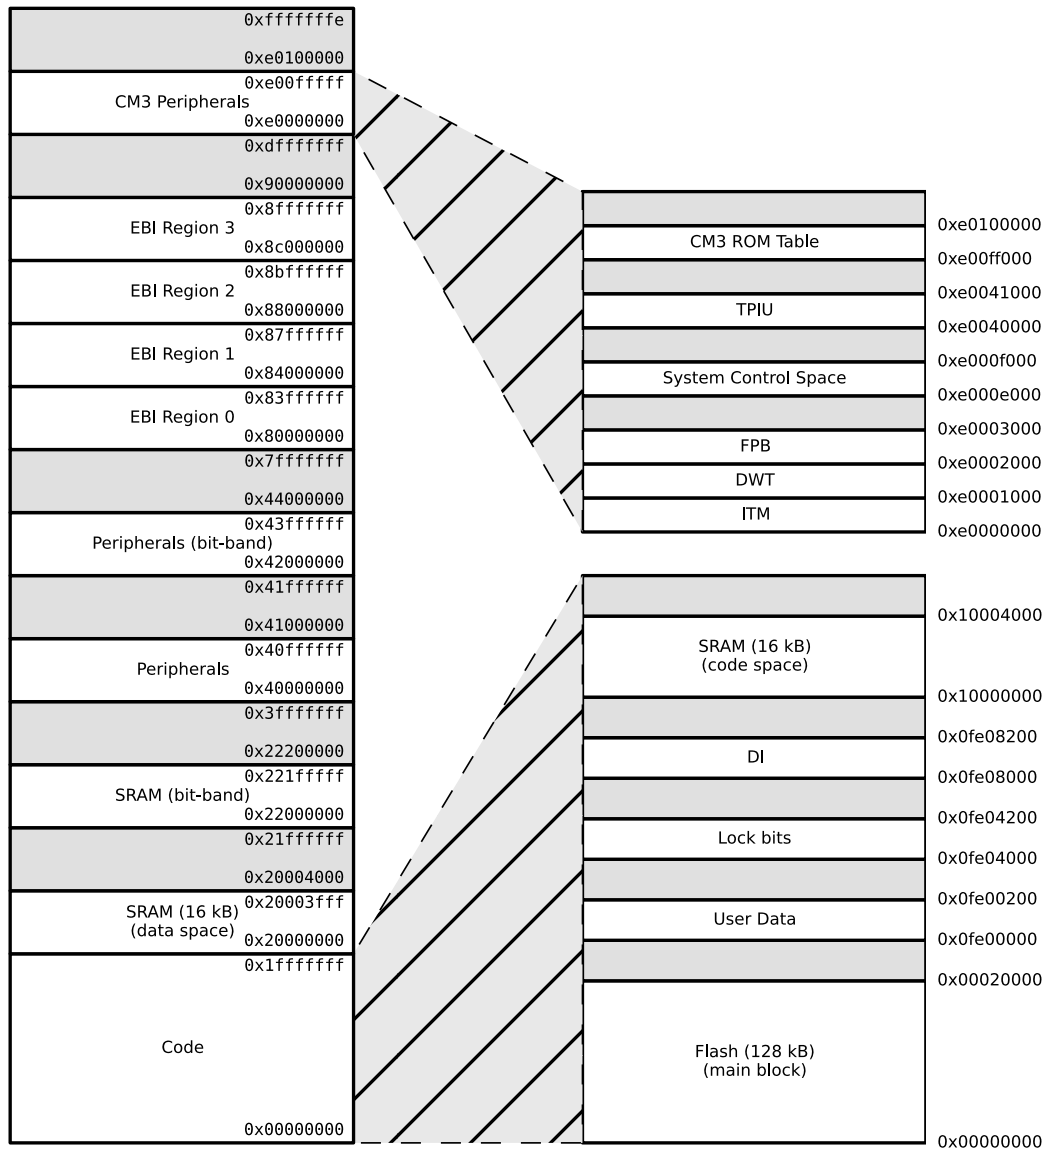 0xfffffffe
0xe0100000
0xe00fffff
CM3 Peripherals
0xe0000000
0xdfffffff
0x90000000
0x8fffffff
EBI Region 3
0x8c000000
0x8bffffff
EBI Region 2
0x88000000
0x87ffffff
EBI Region 1
0x84000000
0x83ffffff
EBI Region 0
0x80000000
0x7fffffff
0x44000000
0x43ffffff
Peripherals (bit-band)
0x42000000
0x41ffffff
0x41000000
0x40ffffff
Peripherals
0x40000000
0x3fffffff
0x22200000
0x221fffff
SRAM (bit-band)
0x22000000
0x21ffffff
0x20004000
0x20003fff
SRAM (16 kB)
(data space)
0x20000000
0x1fffffff
Code
0x00000000
0xe0100000
CM3 ROM Table
0xe00ff000
0xe0041000
TPIU
0xe0040000
0xe000f000
System Control Space
0xe000e000
0xe0003000
FPB
0xe0002000
DWT
0xe0001000
ITM
0xe0000000
0x10004000
SRAM (16 kB)
(code space)
0x10000000
0x0fe08200
DI
0x0fe08000
0x0fe04200
Lock bits
0x0fe04000
0x0fe00200
User Data
0x0fe00000
0x00020000
Flash (128 kB)
(main block)
0x00000000